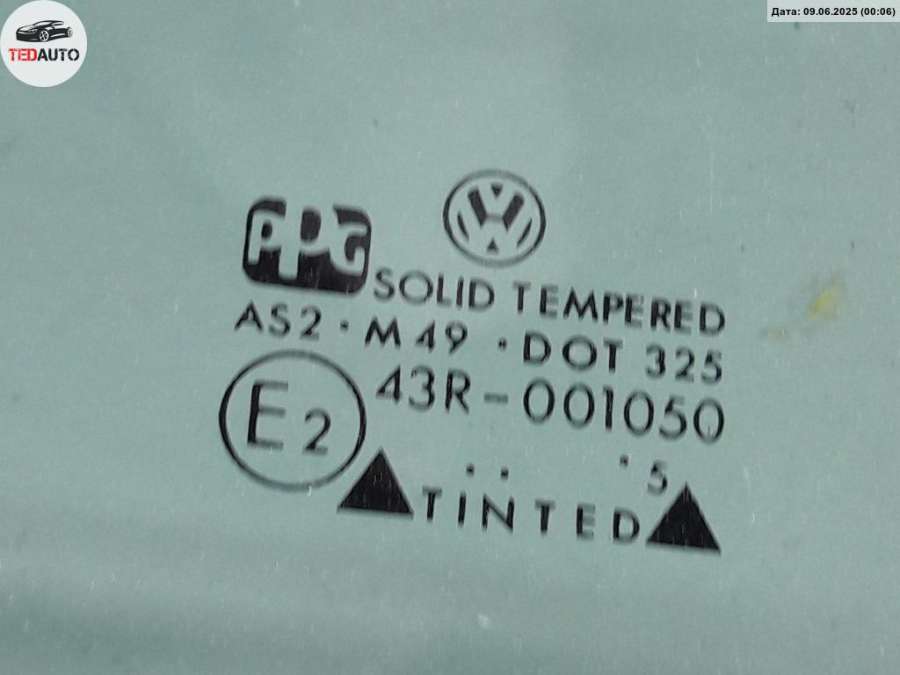 Дата: 09.06.2025 (00:06)
TEDAUTO
PPG
SOLID TEMPERED
AS2 · M49 · DOT 325
E2
43R-001050
.. ·5
TINTED